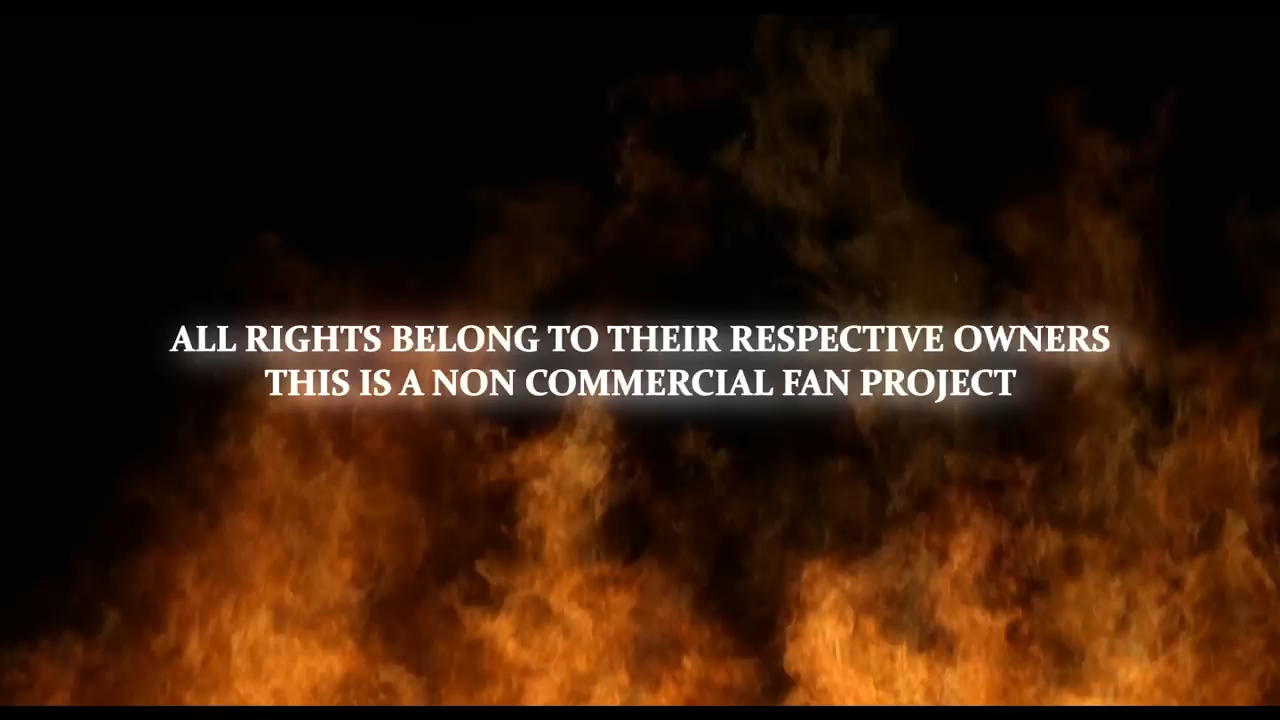 ALL RIGHTS BELONG TO THEIR RESPECTIVE OWNERS
THIS IS A NON COMMERCIAL FAN PROJECT